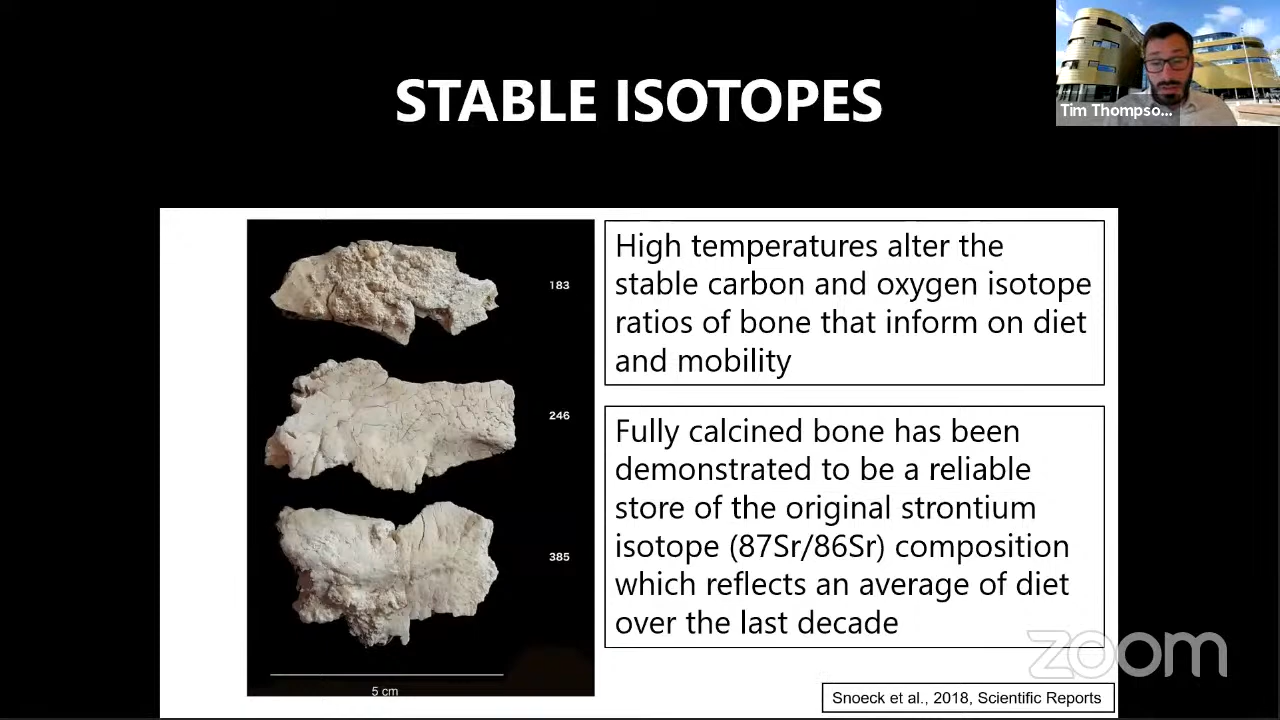 STABLE ISOTOPES
Tim Thompso...
183
246
385
5 cm
High temperatures alter the
stable carbon and oxygen isotope
ratios of bone that inform on diet
and mobility
Fully calcined bone has been
demonstrated to be a reliable
store of the original strontium
isotope (87Sr/86Sr) composition
which reflects an average of diet
over the last decade
zoom
Snoeck et al., 2018, Scientific Reports